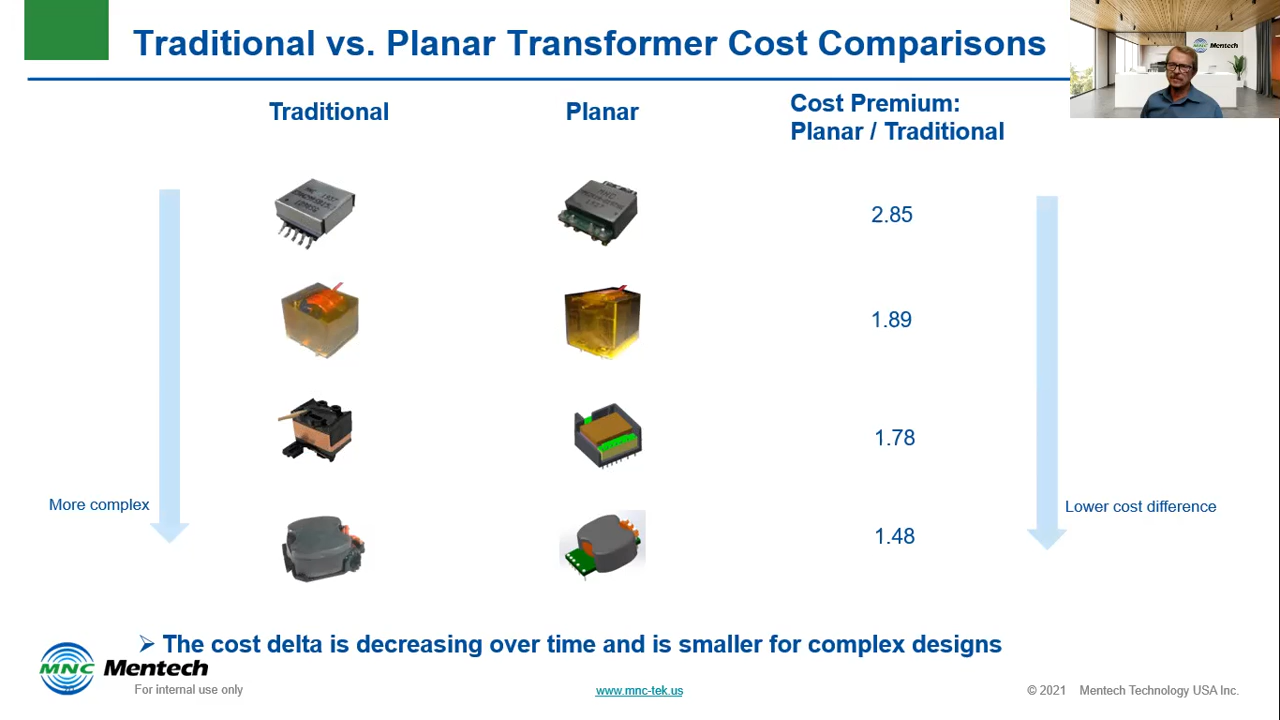 Traditional vs. Planar Transformer Cost Comparisons
MNC Mentech
Traditional
Planar
Cost Premium:
Planar / Traditional
2.85
1.89
1.78
1.48
More complex
Lower cost difference
➢ The cost delta is decreasing over time and is smaller for complex designs
MNC Mentech
For internal use only
www.mnc-tek.us
© 2021 Mentech Technology USA Inc.